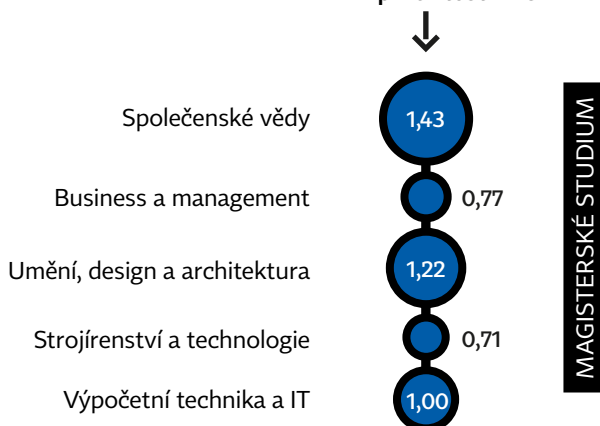 Společenské vědy
1,43
Business a management
0,77
Umění, design a architektura
1,22
Strojírenství a technologie
0,71
Výpočetní technika a IT
1,00
MAGISTERSKÉ STUDIUM